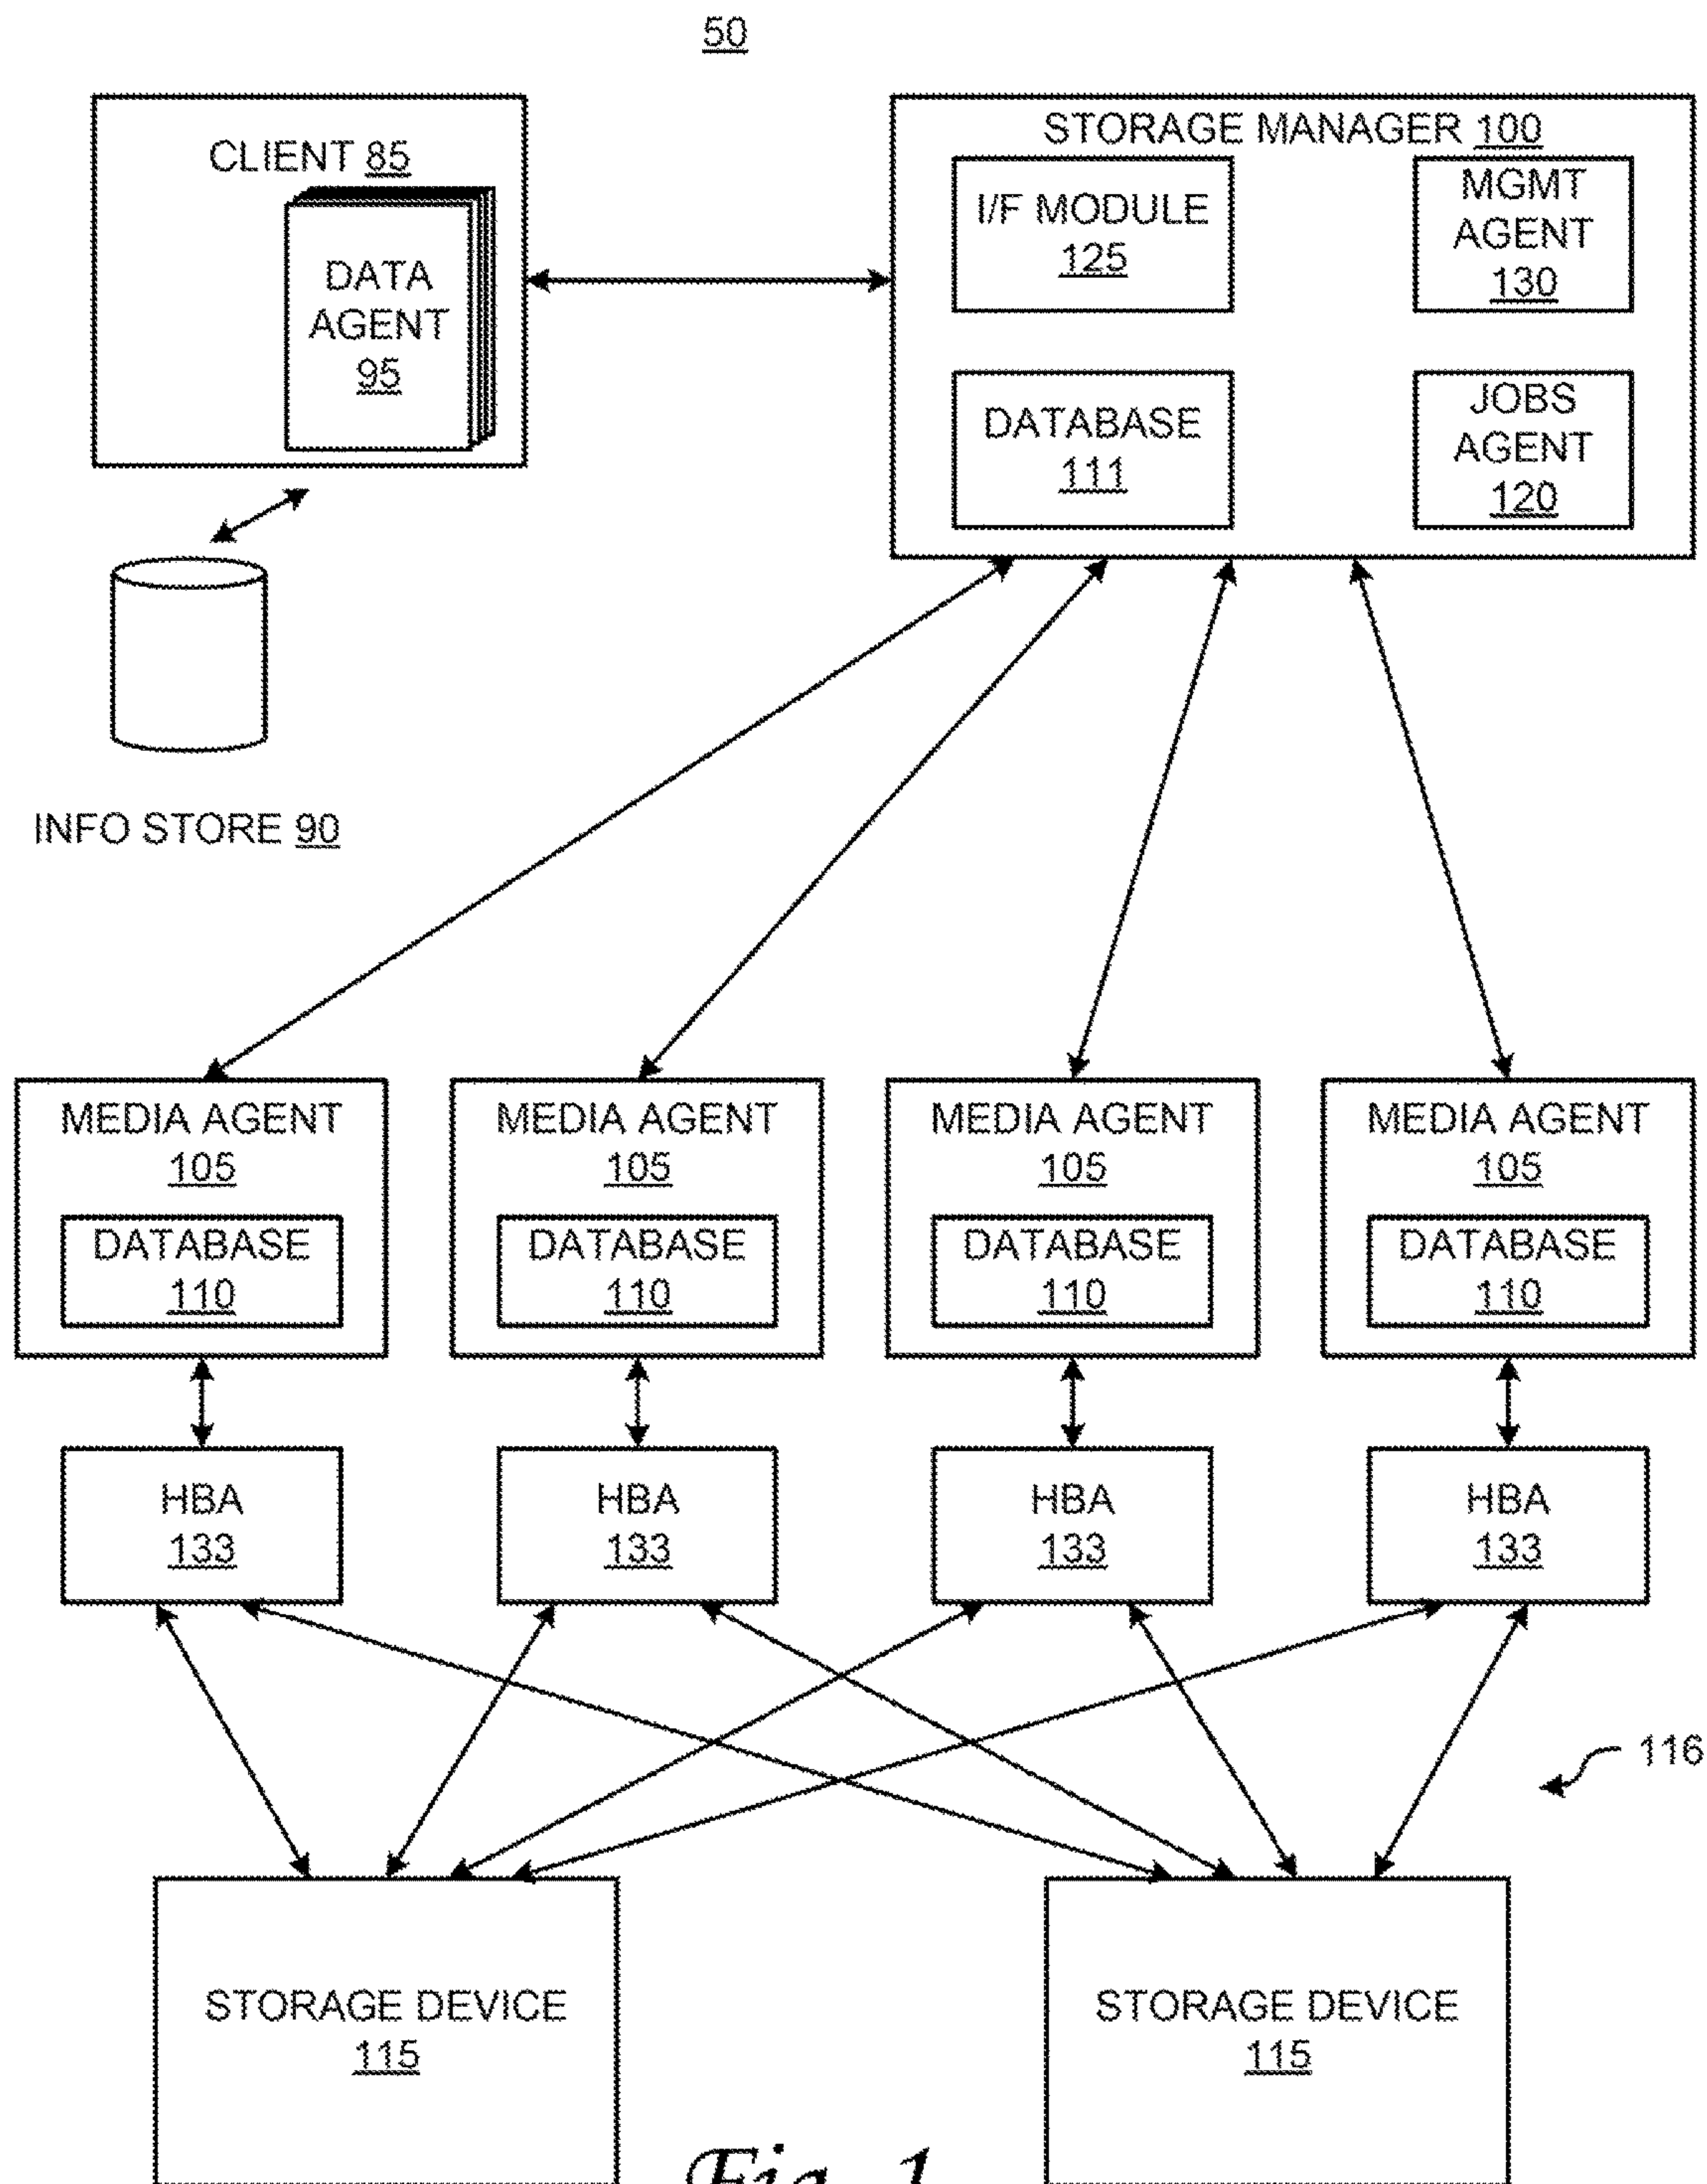 50
CLIENT 85
DATA
AGENT
95
INFO STORE 90
STORAGE MANAGER 100
I/F MODULE
125
MGMT
AGENT
130
DATABASE
111
JOBS
AGENT
120
MEDIA AGENT
105
DATABASE
110
MEDIA AGENT
105
DATABASE
110
MEDIA AGENT
105
DATABASE
110
MEDIA AGENT
105
DATABASE
110
HBA
133
HBA
133
HBA
133
HBA
133
116
STORAGE DEVICE
115
STORAGE DEVICE
115
Fig. 1